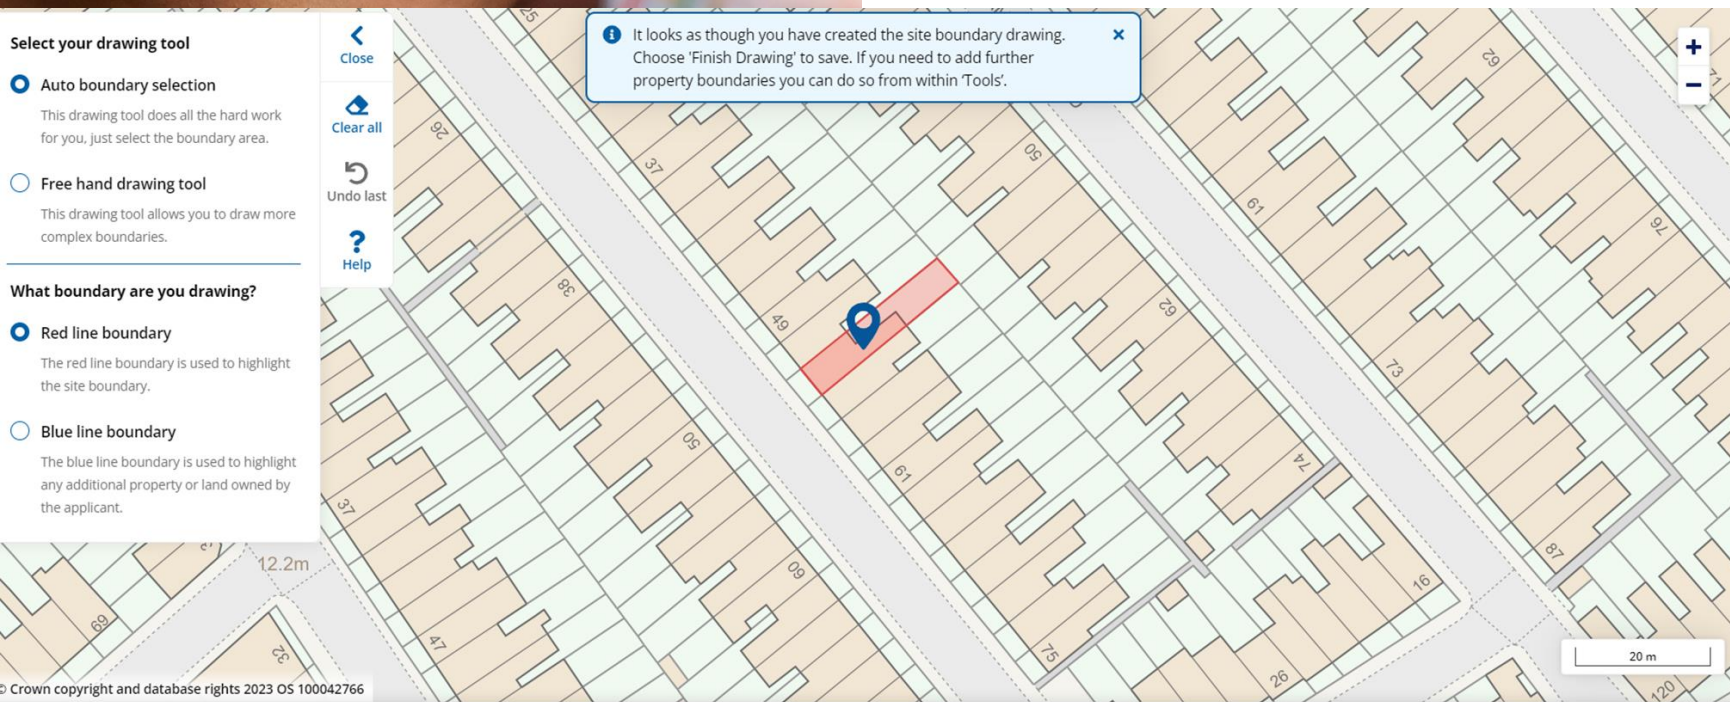 Select your drawing tool
Auto boundary selection
This drawing tool does all the hard work
for you, just select the boundary area.
Free hand drawing tool
This drawing tool allows you to draw more
complex boundaries.
What boundary are you drawing?
Red line boundary
The red line boundary is used to highlight
the site boundary.
Blue line boundary
The blue line boundary is used to highlight
any additional property or land owned by
the applicant.
Close
Clear all
Undo last
Help
It looks as though you have created the site boundary drawing.
Choose 'Finish Drawing' to save. If you need to add further
property boundaries you can do so from within 'Tools'.
+
−
25
26
37
50
62
61
76
38
49
62
73
50
61
74
37
12.2m
60
87
16
69
47
32
75
26
120
20 m
© Crown copyright and database rights 2023 OS 100042766